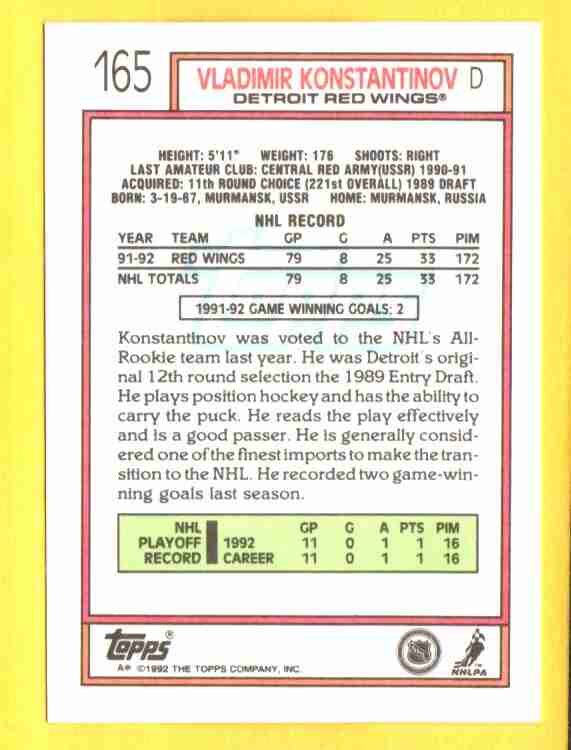 165 VLADIMIR KONSTANTINOV D
DETROIT RED WINGS®
HEIGHT: 5'11" WEIGHT: 176 SHOOTS: RIGHT
LAST AMATEUR CLUB: CENTRAL RED ARMY(USSR) 1990-91
ACQUIRED: 11th ROUND CHOICE (221st OVERALL) 1989 DRAFT
BORN: 3-19-67, MURMANSK, USSR HOME: MURMANSK, RUSSIA
NHL RECORD
YEAR TEAM GP G A PTS PIM
91-92 RED WINGS 79 8 25 33 172
NHL TOTALS 79 8 25 33 172
1991-92 GAME WINNING GOALS: 2
Konstantinov was voted to the NHL's All-
Rookie team last year. He was Detroit's origi-
nal 12th round selection the 1989 Entry Draft.
He plays position hockey and has the ability to
carry the puck. He reads the play effectively
and is a good passer. He is generally consid-
ered one of the finest imports to make the tran-
sition to the NHL. He recorded two game-win-
ning goals last season.
NHL GP G A PTS PIM
PLAYOFF 1992 11 0 1 1 16
RECORD CAREER 11 0 1 1 16
Topps®
A* ©1992 THE TOPPS COMPANY, INC.
NHL
NHLPA